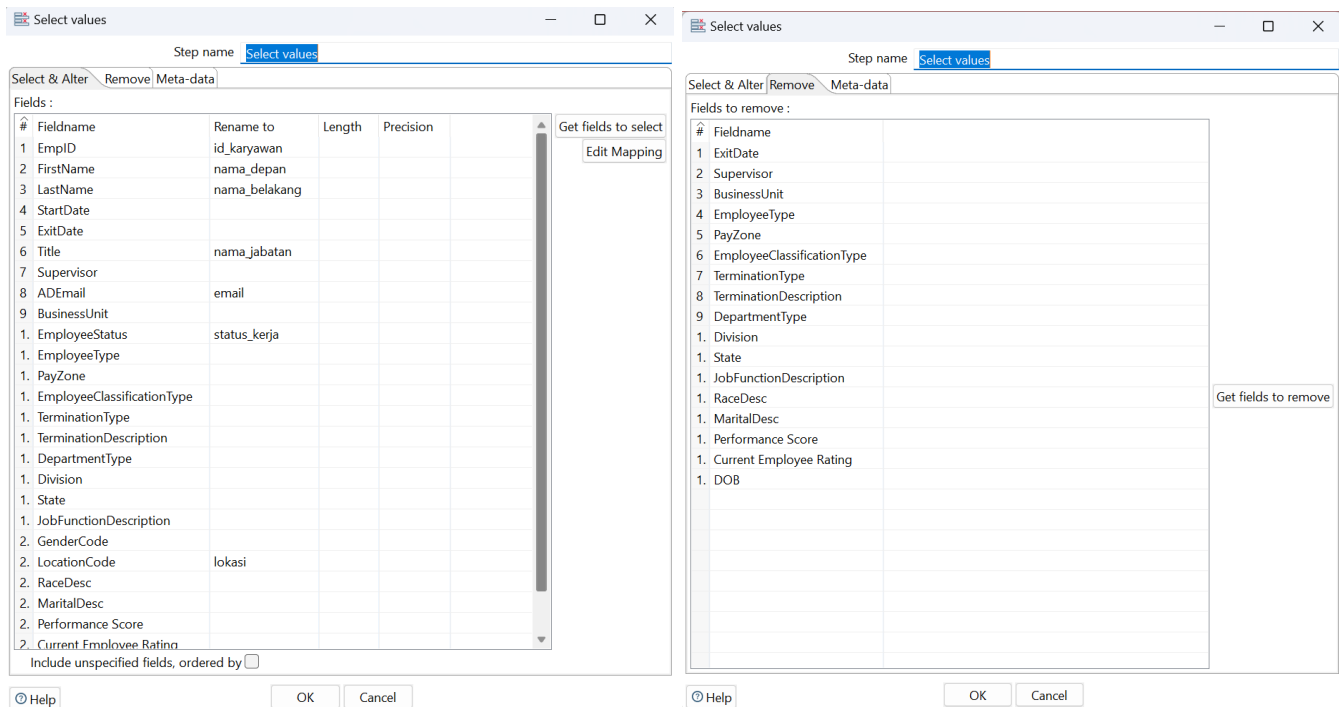 Select values
Step name Select values
Select & Alter Remove Meta-data
Fields :
# Fieldname Rename to Length Precision
1 EmpID id_karyawan
2 FirstName nama_depan
3 LastName nama_belakang
4 StartDate
5 ExitDate
6 Title nama_jabatan
7 Supervisor
8 ADEmail email
9 BusinessUnit
1. EmployeeStatus status_kerja
1. EmployeeType
1. PayZone
1. EmployeeClassificationType
1. TerminationType
1. TerminationDescription
1. DepartmentType
1. Division
1. State
1. JobFunctionDescription
2. GenderCode
2. LocationCode lokasi
2. RaceDesc
2. MaritalDesc
2. Performance Score
2. Current Employee Rating
Get fields to select
Edit Mapping
Include unspecified fields, ordered by
Help OK Cancel
Select values
Step name Select values
Select & Alter Remove Meta-data
Fields to remove :
# Fieldname
1 ExitDate
2 Supervisor
3 BusinessUnit
4 EmployeeType
5 PayZone
6 EmployeeClassificationType
7 TerminationType
8 TerminationDescription
9 DepartmentType
1. Division
1. State
1. JobFunctionDescription
1. RaceDesc
1. MaritalDesc
1. Performance Score
1. Current Employee Rating
1. DOB
Get fields to remove
Help OK Cancel